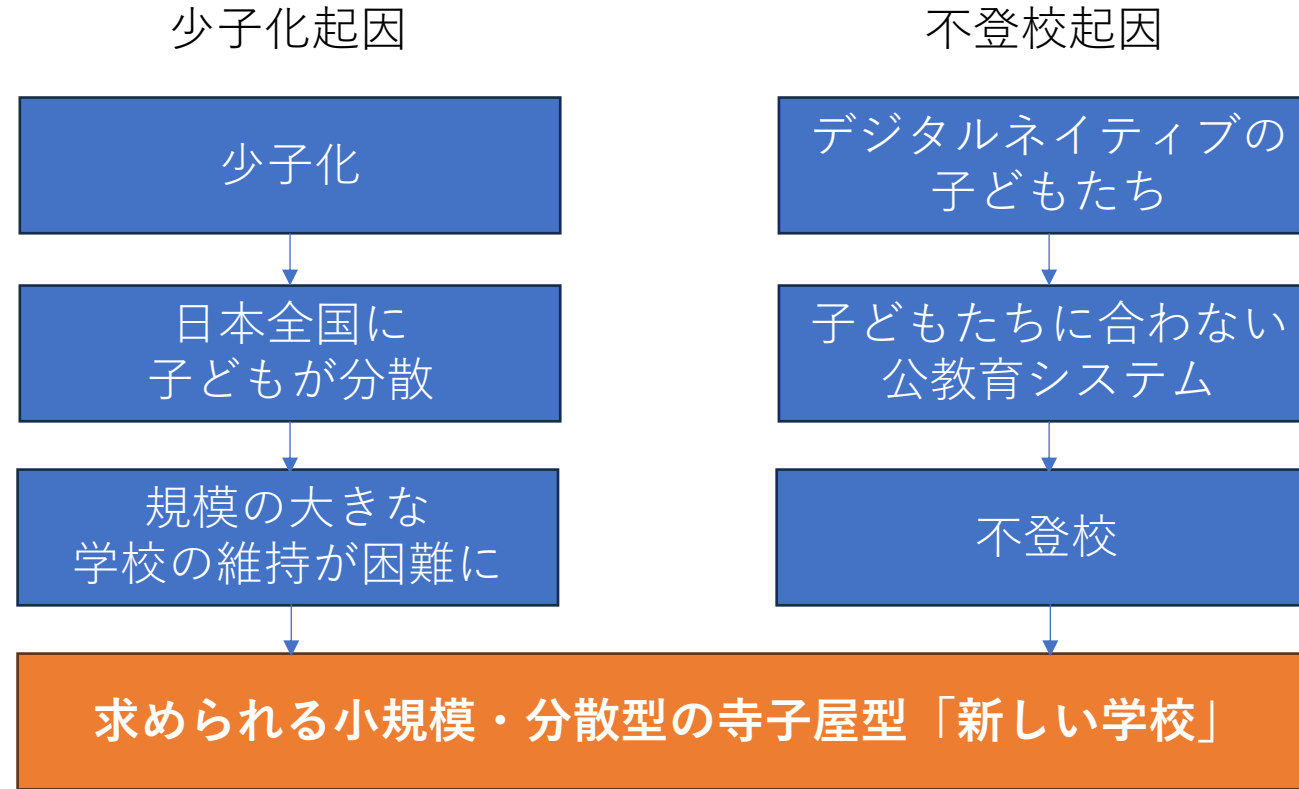 少子化起因
少子化
日本全国に
子どもが分散
規模の大きな
学校の維持が困難に
不登校起因
デジタルネイティブの
子どもたち
子どもたちに合わない
公教育システム
不登校
求められる小規模・分散型の寺子屋型「新しい学校」